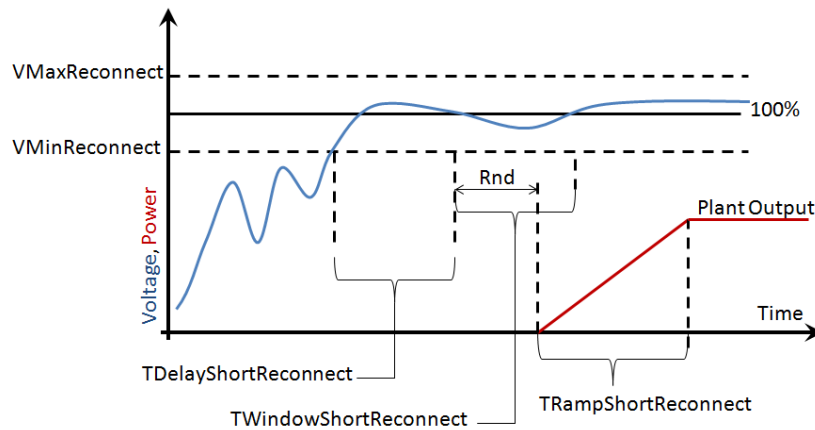 VMaxReconnect
100%
VMinReconnect
Rnd
Plant Output
Voltage, Power
Time
TDelayShortReconnect
TRampShortReconnect
TWindowShortReconnect